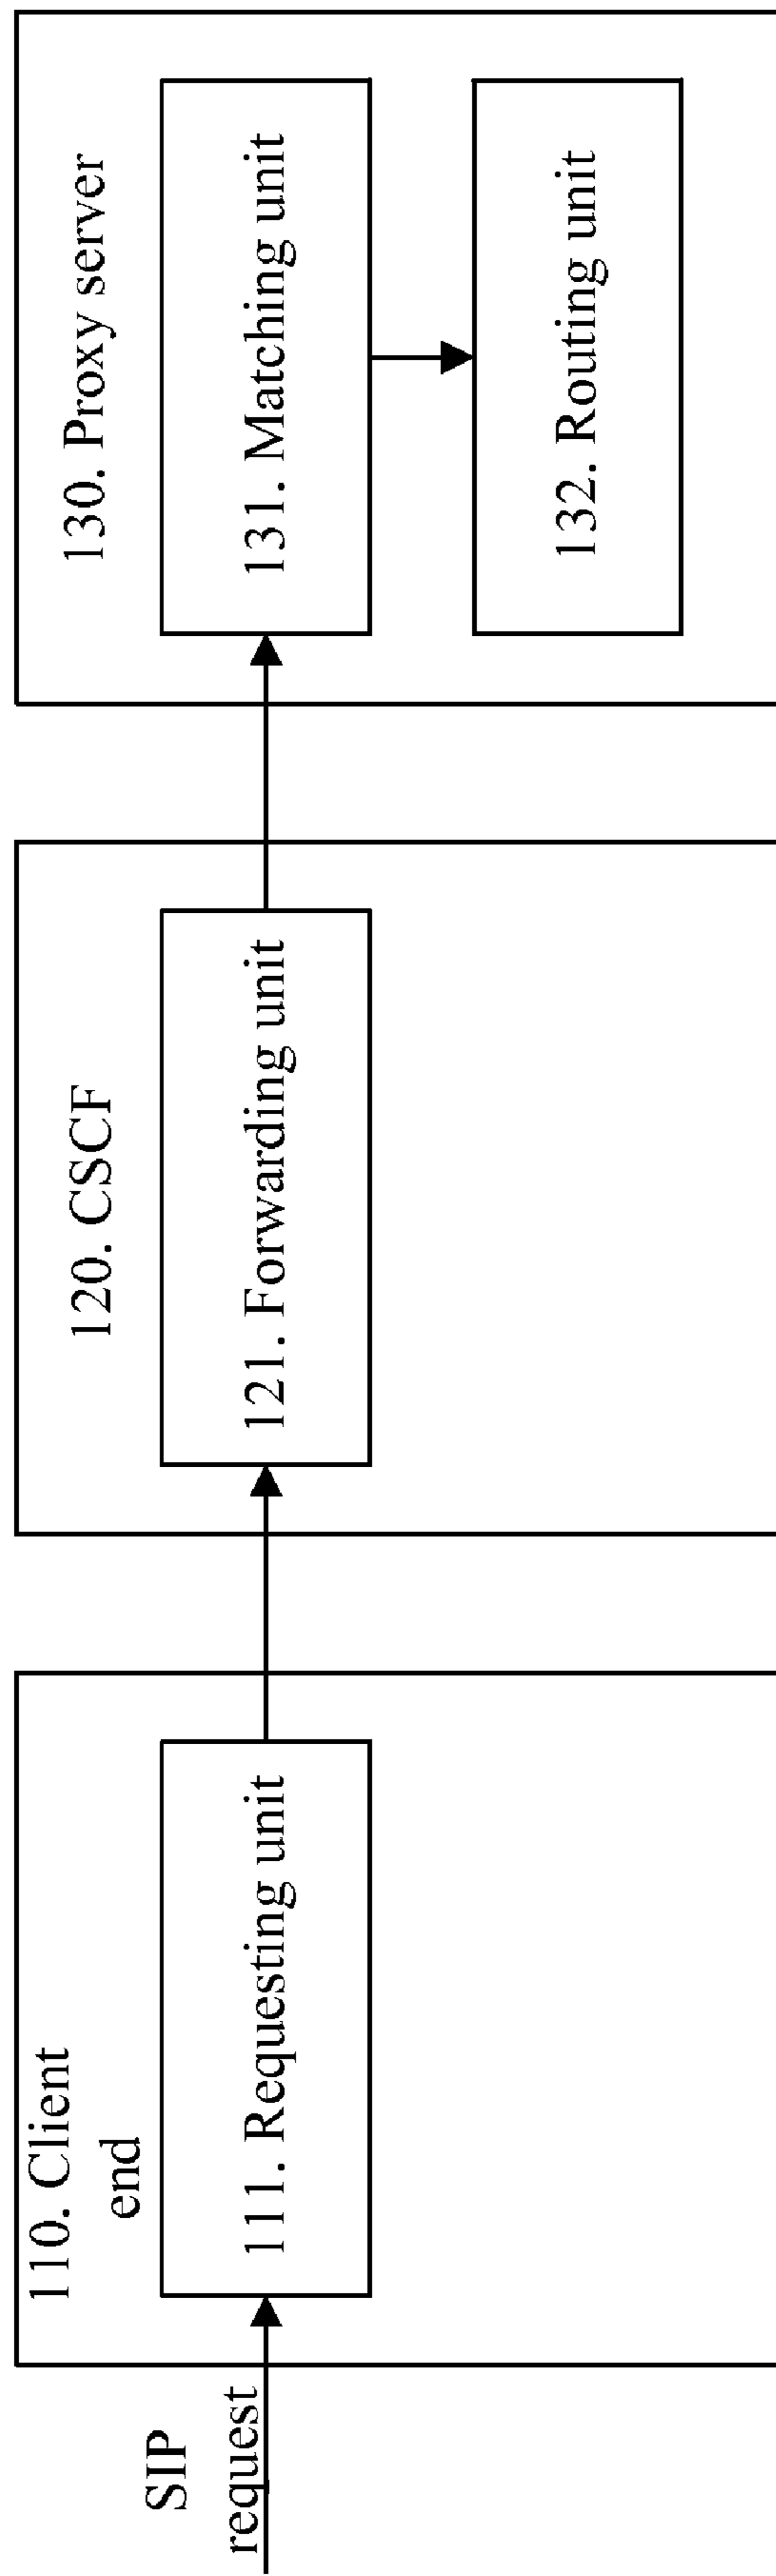 SIP
request
110. Client
end
111. Requesting unit
120. CSCF
121. Forwarding unit
130. Proxy server
131. Matching unit
132. Routing unit